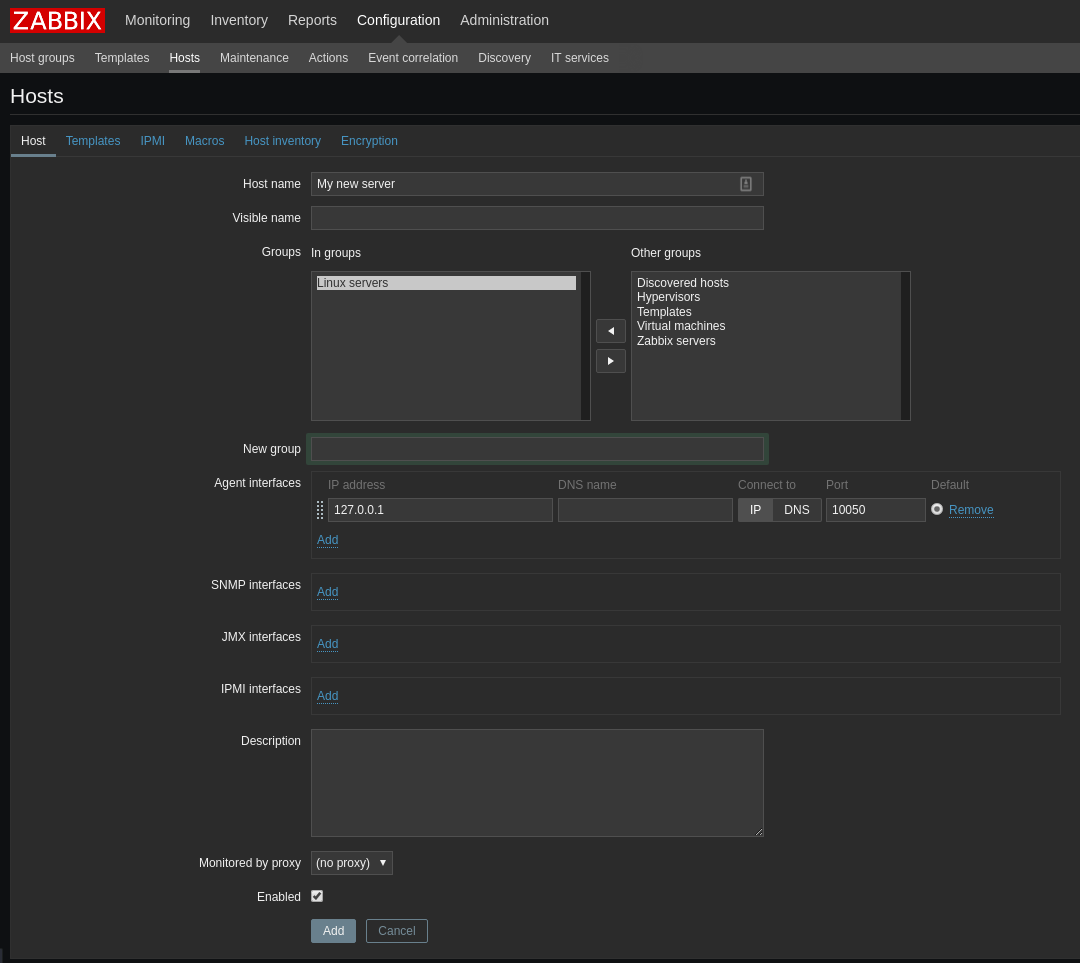 ZABBIX Monitoring Inventory Reports Configuration Administration
Host groups Templates Hosts Maintenance Actions Event correlation Discovery IT services
Hosts
Host Templates IPMI Macros Host inventory Encryption
Host name My new server
Visible name
Groups In groups Other groups
Linux servers
Discovered hosts
Hypervisors
Templates
Virtual machines
Zabbix servers
New group
Agent interfaces IP address DNS name Connect to Port Default
127.0.0.1 IP DNS 10050 Remove
Add
SNMP interfaces Add
JMX interfaces Add
IPMI interfaces Add
Description
Monitored by proxy (no proxy)
Enabled
Add Cancel